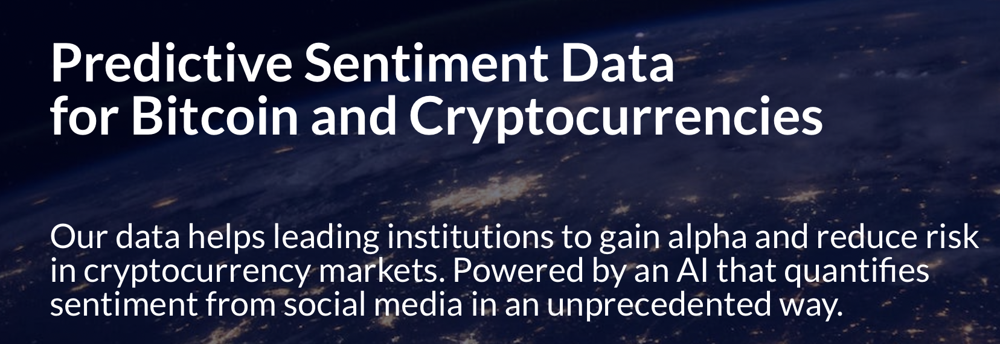 Predictive Sentiment Data
for Bitcoin and Cryptocurrencies
Our data helps leading institutions to gain alpha and reduce risk
in cryptocurrency markets. Powered by an AI that quantifies
sentiment from social media in an unprecedented way.